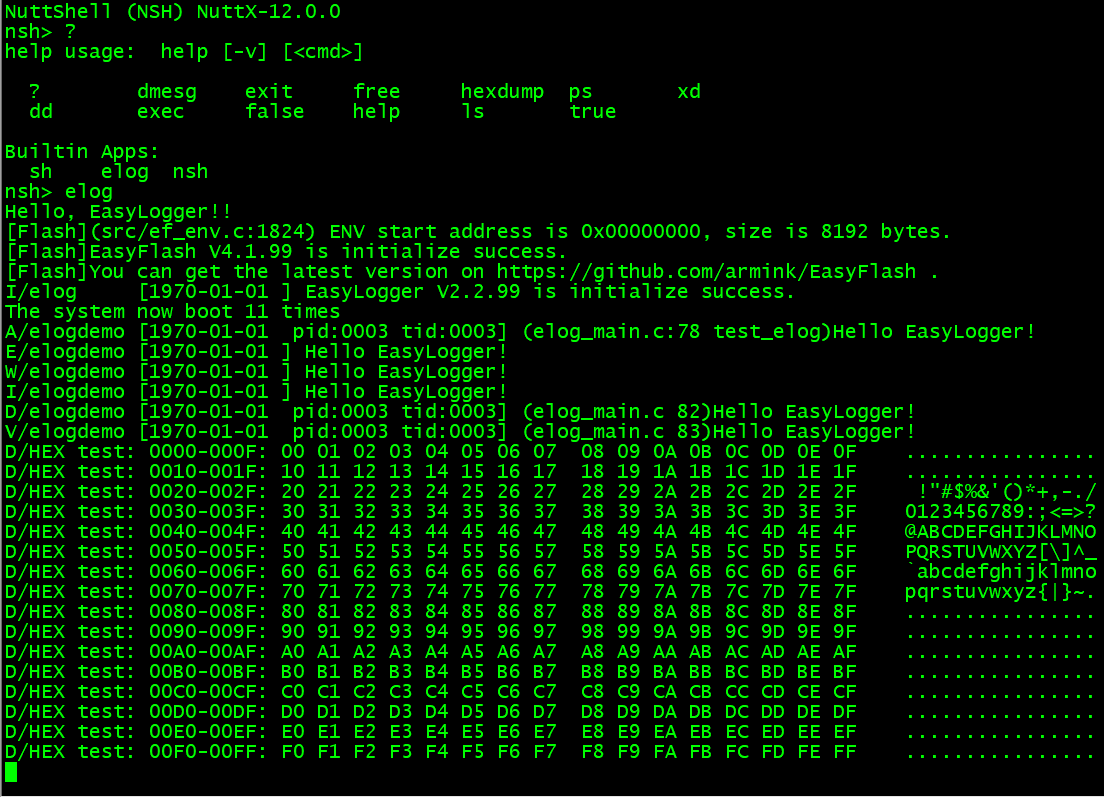 NuttShell (NSH) NuttX-12.0.0
nsh> ?
help usage:  help [-v] [<cmd>]

  ?        dmesg    exit     free     hexdump  ps       xd
  dd       exec     false    help     ls       true

Builtin Apps:
  sh    elog  nsh
nsh> elog
Hello, EasyLogger!!
[Flash](src/ef_env.c:1824) ENV start address is 0x00000000, size is 8192 bytes.
[Flash]EasyFlash V4.1.99 is initialize success.
[Flash]You can get the latest version on https://github.com/armink/EasyFlash .
I/elog     [1970-01-01 ] EasyLogger V2.2.99 is initialize success.
The system now boot 11 times
A/elogdemo [1970-01-01  pid:0003 tid:0003] (elog_main.c:78 test_elog)Hello EasyLogger!
E/elogdemo [1970-01-01 ] Hello EasyLogger!
W/elogdemo [1970-01-01 ] Hello EasyLogger!
I/elogdemo [1970-01-01 ] Hello EasyLogger!
D/elogdemo [1970-01-01  pid:0003 tid:0003] (elog_main.c 82)Hello EasyLogger!
V/elogdemo [1970-01-01  pid:0003 tid:0003] (elog_main.c 83)Hello EasyLogger!
D/HEX test: 0000-000F: 00 01 02 03 04 05 06 07  08 09 0A 0B 0C 0D 0E 0F    ................
D/HEX test: 0010-001F: 10 11 12 13 14 15 16 17  18 19 1A 1B 1C 1D 1E 1F    ................
D/HEX test: 0020-002F: 20 21 22 23 24 25 26 27  28 29 2A 2B 2C 2D 2E 2F     !"#$%&'()*+,-./
D/HEX test: 0030-003F: 30 31 32 33 34 35 36 37  38 39 3A 3B 3C 3D 3E 3F    0123456789:;<=>?
D/HEX test: 0040-004F: 40 41 42 43 44 45 46 47  48 49 4A 4B 4C 4D 4E 4F    @ABCDEFGHIJKLMNO
D/HEX test: 0050-005F: 50 51 52 53 54 55 56 57  58 59 5A 5B 5C 5D 5E 5F    PQRSTUVWXYZ[\]^_
D/HEX test: 0060-006F: 60 61 62 63 64 65 66 67  68 69 6A 6B 6C 6D 6E 6F    `abcdefghijklmno
D/HEX test: 0070-007F: 70 71 72 73 74 75 76 77  78 79 7A 7B 7C 7D 7E 7F    pqrstuvwxyz{|}~.
D/HEX test: 0080-008F: 80 81 82 83 84 85 86 87  88 89 8A 8B 8C 8D 8E 8F    ................
D/HEX test: 0090-009F: 90 91 92 93 94 95 96 97  98 99 9A 9B 9C 9D 9E 9F    ................
D/HEX test: 00A0-00AF: A0 A1 A2 A3 A4 A5 A6 A7  A8 A9 AA AB AC AD AE AF    ................
D/HEX test: 00B0-00BF: B0 B1 B2 B3 B4 B5 B6 B7  B8 B9 BA BB BC BD BE BF    ................
D/HEX test: 00C0-00CF: C0 C1 C2 C3 C4 C5 C6 C7  C8 C9 CA CB CC CD CE CF    ................
D/HEX test: 00D0-00DF: D0 D1 D2 D3 D4 D5 D6 D7  D8 D9 DA DB DC DD DE DF    ................
D/HEX test: 00E0-00EF: E0 E1 E2 E3 E4 E5 E6 E7  E8 E9 EA EB EC ED EE EF    ................
D/HEX test: 00F0-00FF: F0 F1 F2 F3 F4 F5 F6 F7  F8 F9 FA FB FC FD FE FF    ................